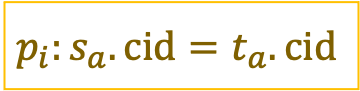 pᵢ: sₐ.cid = tₐ.cid